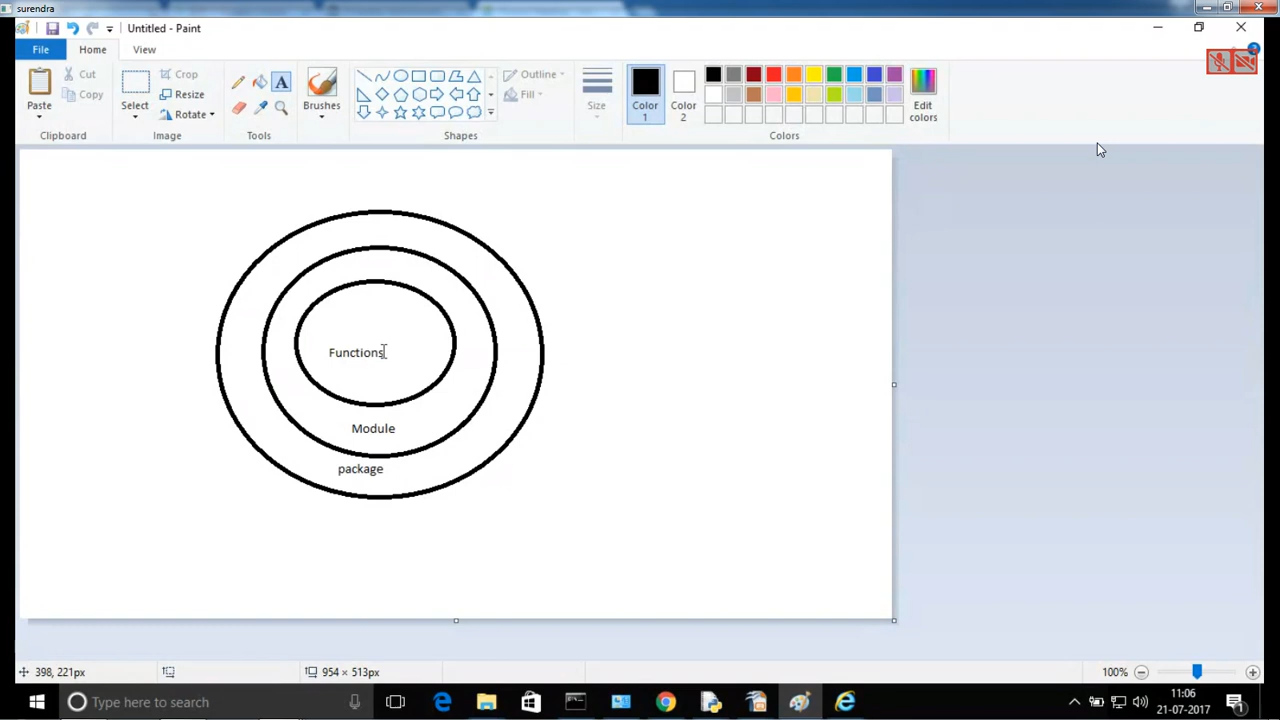 surendra
Untitled - Paint
File Home View
Paste
Cut
Copy
Clipboard
Select
Crop
Resize
Rotate
Image
Tools
Brushes
Outline
Fill
Shapes
Size
Color 1
Color 2
Edit colors
Colors
Functions
Module
package
398, 221px
954 × 513px
100%
Type here to search
11:06
21-07-2017